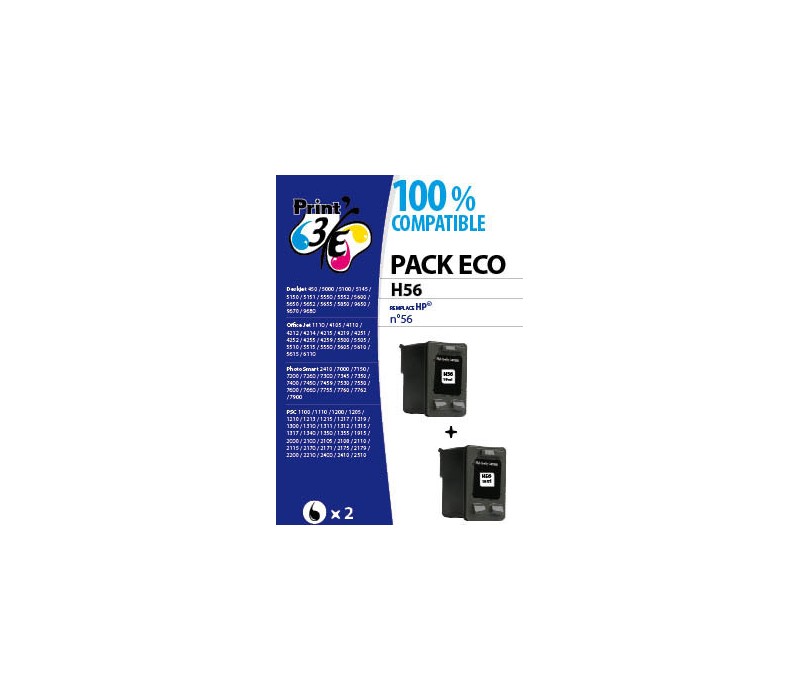 Print'
3E
100 %
COMPATIBLE
PACK ECO
H56
REMPLACE HP®
n°56
DeskJet 450 / 5000 / 5100 / 5145 /
5150 / 5151 / 5550 / 5552 / 5600 /
5650 / 5652 / 5655 / 5850 / 9650 /
9670 / 9680
Office Jet 1110 / 4105 / 4110 /
4212 / 4214 / 4215 / 4219 / 4251 /
4252 / 4255 / 4259 / 5500 / 5505 /
5510 / 5515 / 5550 / 5605 / 5610 /
5615 / 6110
PhotoSmart 2410 / 7000 / 7150 /
7200 / 7260 / 7300 / 7345 / 7350 /
7400 / 7450 / 7459 / 7530 / 7550 /
7600 / 7660 / 7755 / 7760 / 7762
/ 7900
PSC 1100 / 1110 / 1200 / 1205 /
1210 / 1213 / 1215 / 1217 / 1219 /
1300 / 1310 / 1311 / 1312 / 1315 /
1317 / 1340 / 1350 / 1355 / 1915 /
2000 / 2100 / 2105 / 2108 / 2110 /
2115 / 2170 / 2171 / 2175 / 2179 /
2200 / 2210 / 2400 / 2410 / 2510
H56
+
H56
x 2